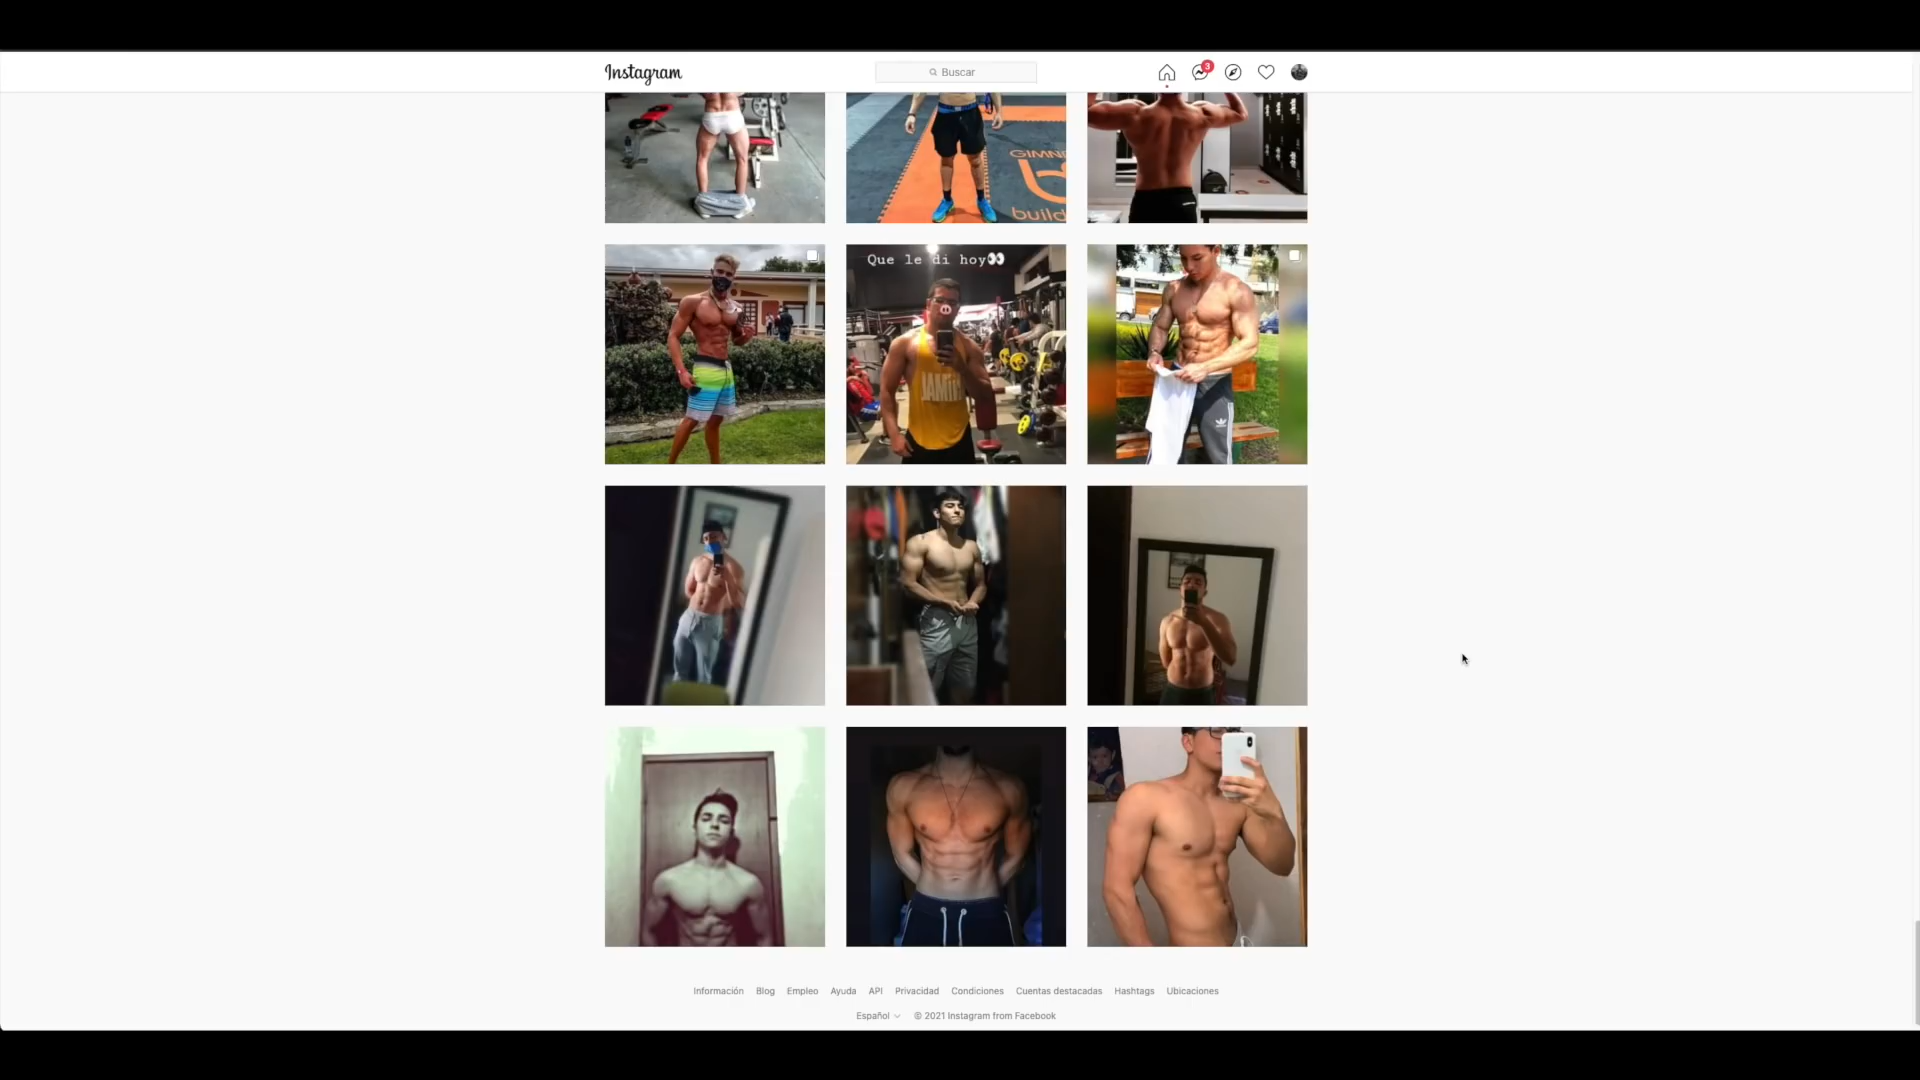 Instagram
Buscar
3
GIMN
build
Que le di hoy👀
JAMIN
Información Blog Empleo Ayuda API Privacidad Condiciones Cuentas destacadas Hashtags Ubicaciones
Español © 2021 Instagram from Facebook